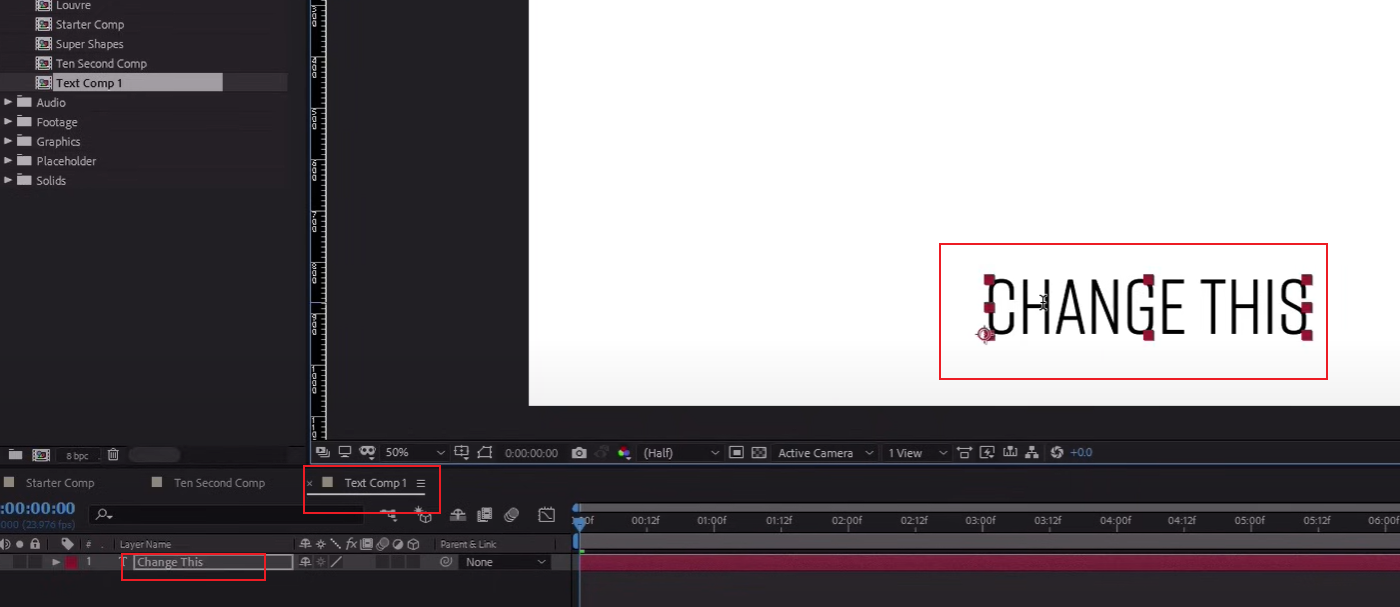 Louvre
Starter Comp
Super Shapes
Ten Second Comp
Text Comp 1
Audio
Footage
Graphics
Placeholder
Solids
CHANGE THIS
8 bpc
50%
0:00:00:00
(Half)
Active Camera
1 View
+0.0
Starter Comp
Ten Second Comp
× Text Comp 1
:00:00:00
000 (23.976 fps)
00:12f
01:00f
01:12f
02:00f
02:12f
03:00f
03:12f
04:00f
04:12f
05:00f
05:12f
06:00f
# . Layer Name
fx
Parent & Link
1 T Change This
None